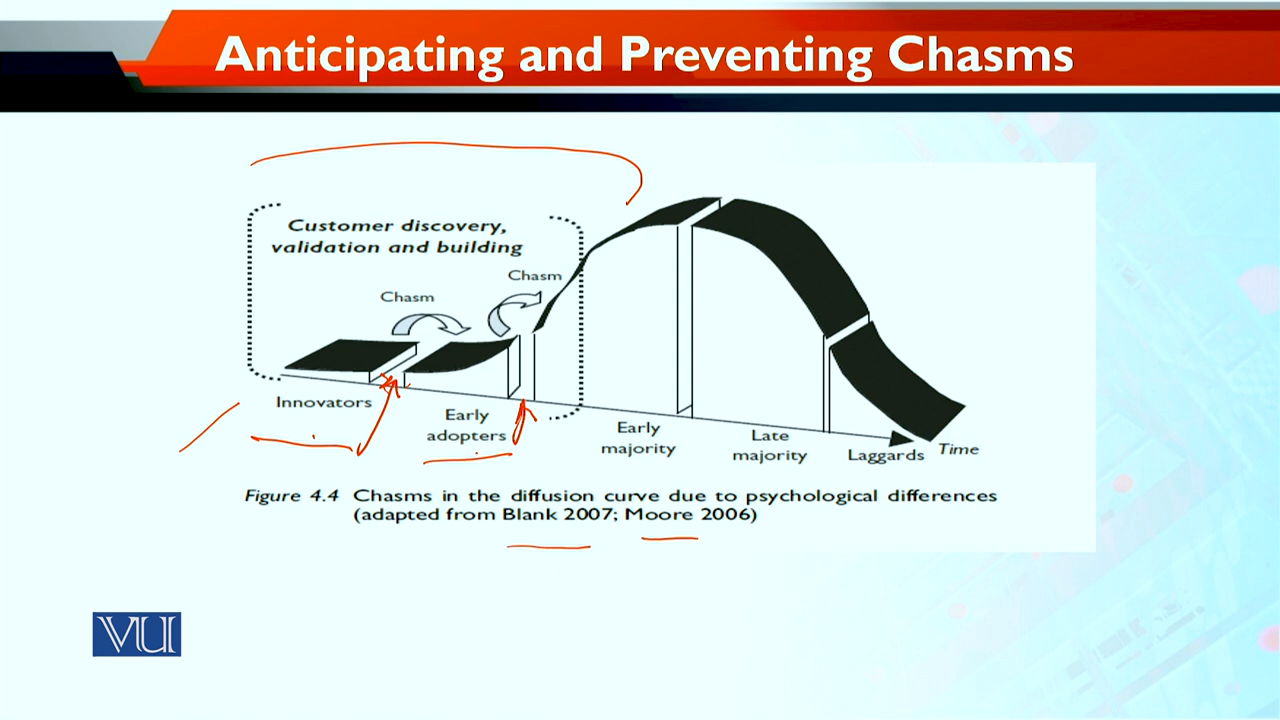 Anticipating and Preventing Chasms
Customer discovery,
validation and building
Chasm
Chasm
Innovators
Early
adopters
Early
majority
Late
majority
Laggards
Time
Figure 4.4 Chasms in the diffusion curve due to psychological differences
(adapted from Blank 2007; Moore 2006)
VU